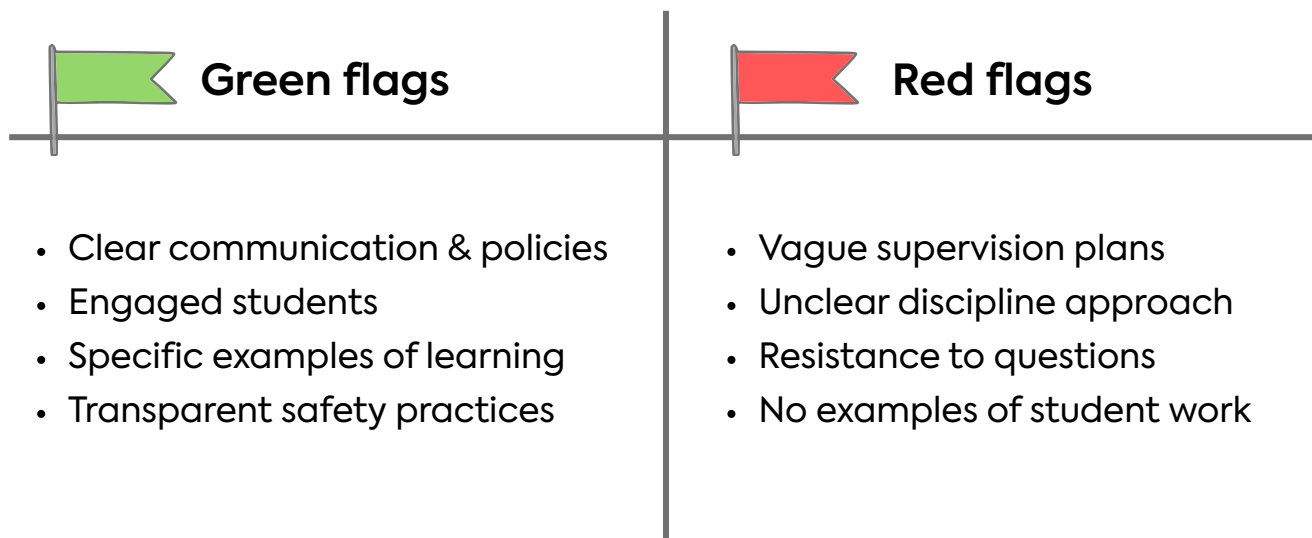 Green flags
• Clear communication & policies
• Engaged students
• Specific examples of learning
• Transparent safety practices
Red flags
• Vague supervision plans
• Unclear discipline approach
• Resistance to questions
• No examples of student work